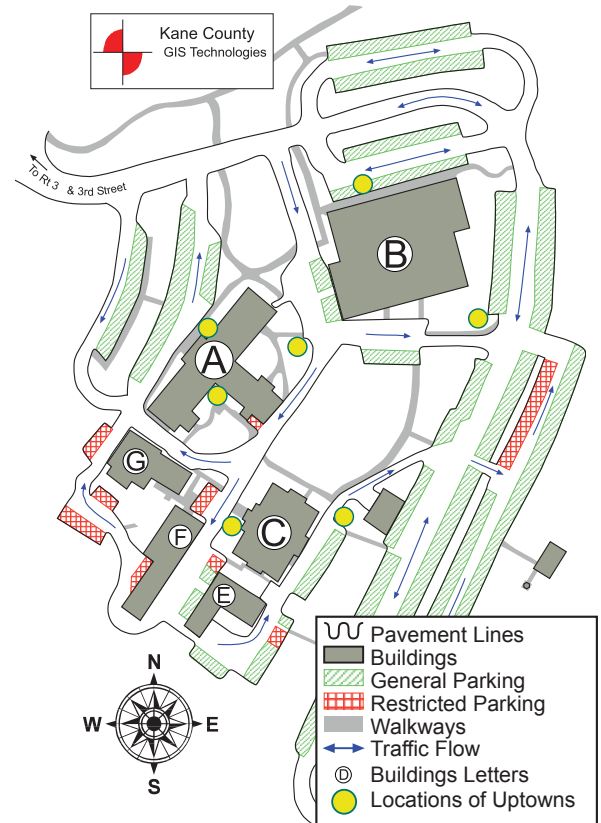 Kane County
GIS Technologies
To Rt 3 & 3rd Street
B
A
G
F
C
E
N
W E
S
Pavement Lines
Buildings
General Parking
Restricted Parking
Walkways
Traffic Flow
D Buildings Letters
Locations of Uptowns